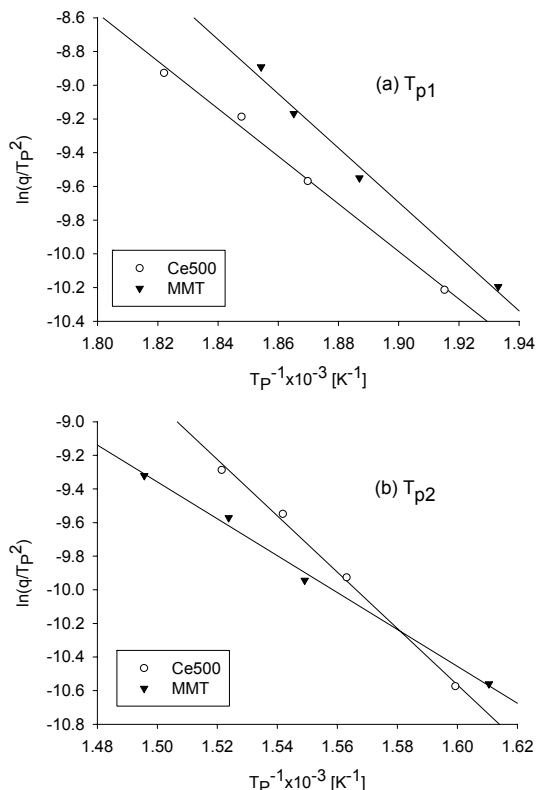 -8.6
-8.8
-9.0
-9.2
-9.4
-9.6
-9.8
-10.0
-10.2
-10.4
ln(q/TP2)
(a) Tp1
Ce500
MMT
1.80 1.82 1.84 1.86 1.88 1.90 1.92 1.94
TP-1x10-3 [K-1]
-9.0
-9.2
-9.4
-9.6
-9.8
-10.0
-10.2
-10.4
-10.6
-10.8
ln(q/TP2)
(b) Tp2
Ce500
MMT
1.48 1.50 1.52 1.54 1.56 1.58 1.60 1.62
TP-1x10-3 [K-1]